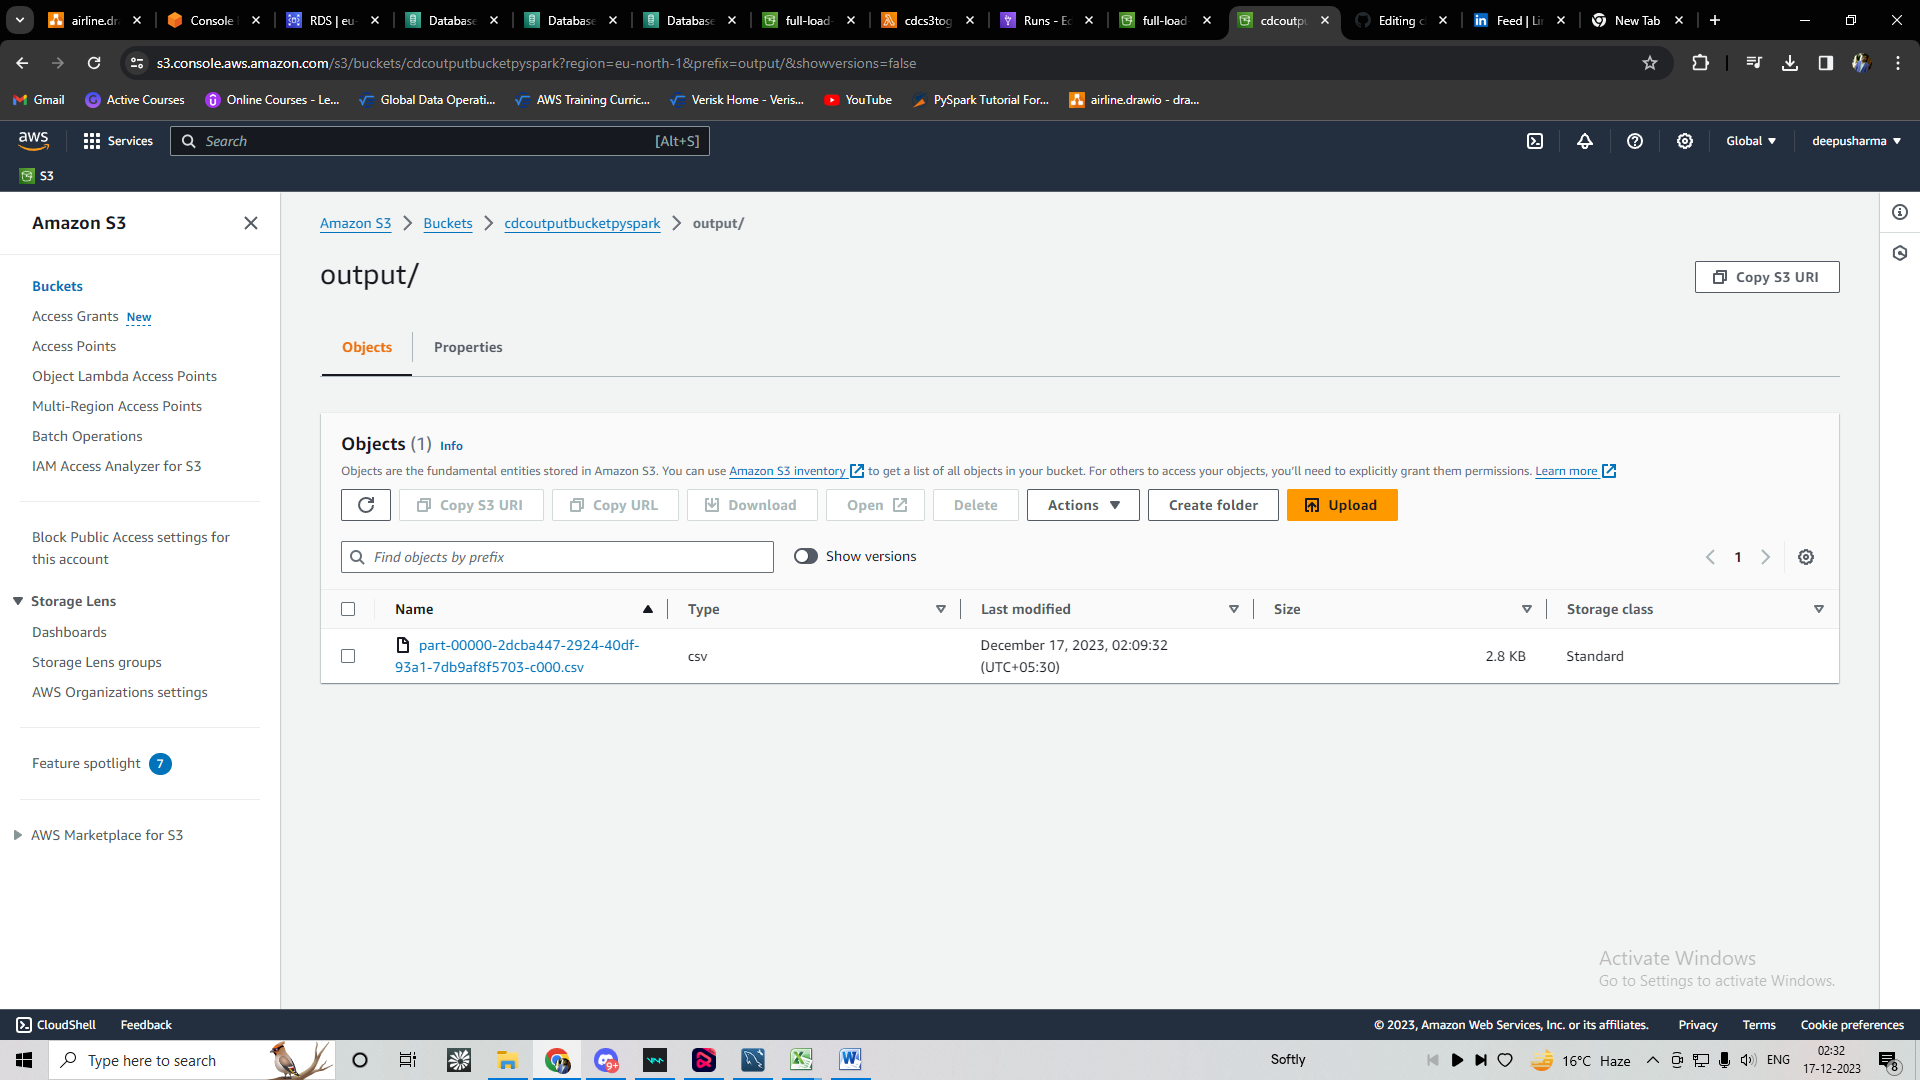 airline.dra
Console
RDS | eu-
Database
Database
Database
full-load-
cdcs3tog
Runs - Ed
full-load-
cdcoutpu
Editing c
Feed | Lin
New Tab
s3.console.aws.amazon.com/s3/buckets/cdcoutputbucketpyspark?region=eu-north-1&prefix=output/&showversions=false
Gmail
Active Courses
Online Courses - Le...
Global Data Operati...
AWS Training Curric...
Verisk Home - Veris...
YouTube
PySpark Tutorial For...
airline.drawio - dra...
aws
Services
Search
[Alt+S]
Global
deepusharma
S3
Amazon S3
Buckets
Access Grants New
Access Points
Object Lambda Access Points
Multi-Region Access Points
Batch Operations
IAM Access Analyzer for S3
Block Public Access settings for
this account
Storage Lens
Dashboards
Storage Lens groups
AWS Organizations settings
Feature spotlight 7
AWS Marketplace for S3
Amazon S3
Buckets
cdcoutputbucketpyspark
output/
output/
Copy S3 URI
Objects
Properties
Objects (1) Info
Objects are the fundamental entities stored in Amazon S3. You can use Amazon S3 inventory to get a list of all objects in your bucket. For others to access your objects, you'll need to explicitly grant them permissions. Learn more
Copy S3 URI
Copy URL
Download
Open
Delete
Actions
Create folder
Upload
Find objects by prefix
Show versions
1
Name
Type
Last modified
Size
Storage class
part-00000-2dcba447-2924-40df-
93a1-7db9af8f5703-c000.csv
csv
December 17, 2023, 02:09:32
(UTC+05:30)
2.8 KB
Standard
Activate Windows
Go to Settings to activate Windows.
CloudShell
Feedback
© 2023, Amazon Web Services, Inc. or its affiliates.
Privacy
Terms
Cookie preferences
Type here to search
9+
Softly
16°C Haze
ENG
02:32
17-12-2023
8